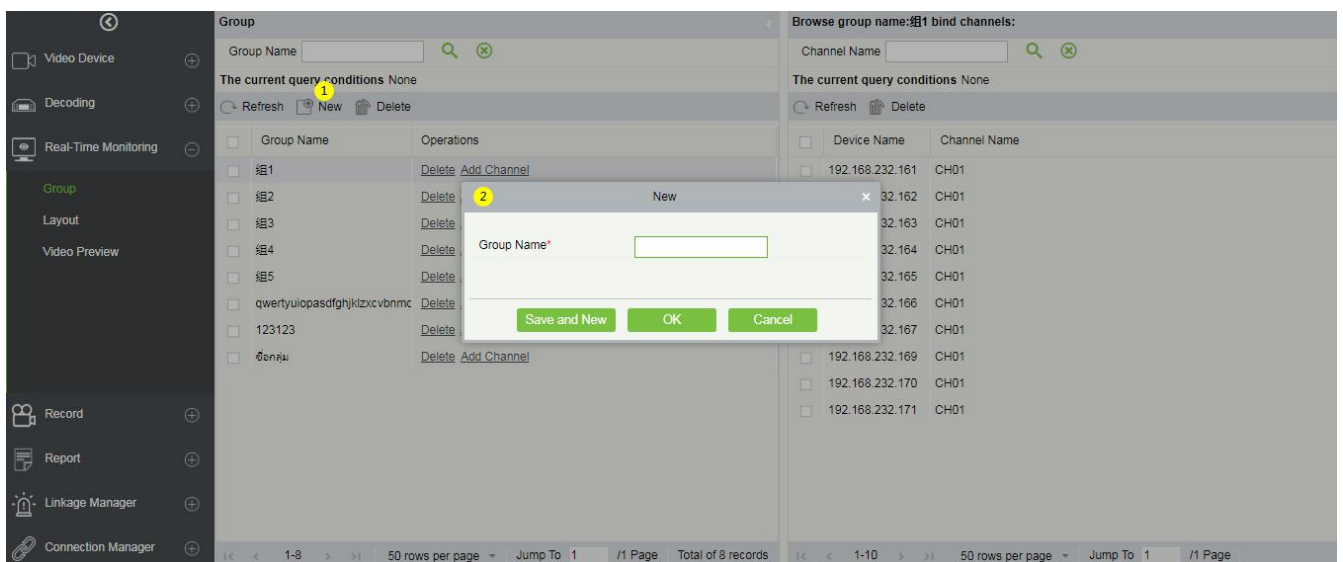 Video Device
Decoding
Real-Time Monitoring
Group
Layout
Video Preview
Record
Report
Linkage Manager
Connection Manager
Group
Group Name
The current query conditions None
1
Refresh New Delete
Group Name Operations
组1 Delete Add Channel
组2 Delete
组3 Delete
组4 Delete
组5 Delete
qwertyuiopasdfghjklzxcvbnmc Delete
123123 Delete
ชื่อกลุ่ม Delete Add Channel
1-8 50 rows per page Jump To 1 /1 Page Total of 8 records
2 New ×
Group Name*
Save and New OK Cancel
Browse group name:组1 bind channels:
Channel Name
The current query conditions None
Refresh Delete
Device Name Channel Name
192.168.232.161 CH01
32.162 CH01
32.163 CH01
32.164 CH01
32.165 CH01
32.166 CH01
32.167 CH01
192.168.232.169 CH01
192.168.232.170 CH01
192.168.232.171 CH01
1-10 50 rows per page Jump To 1 /1 Page